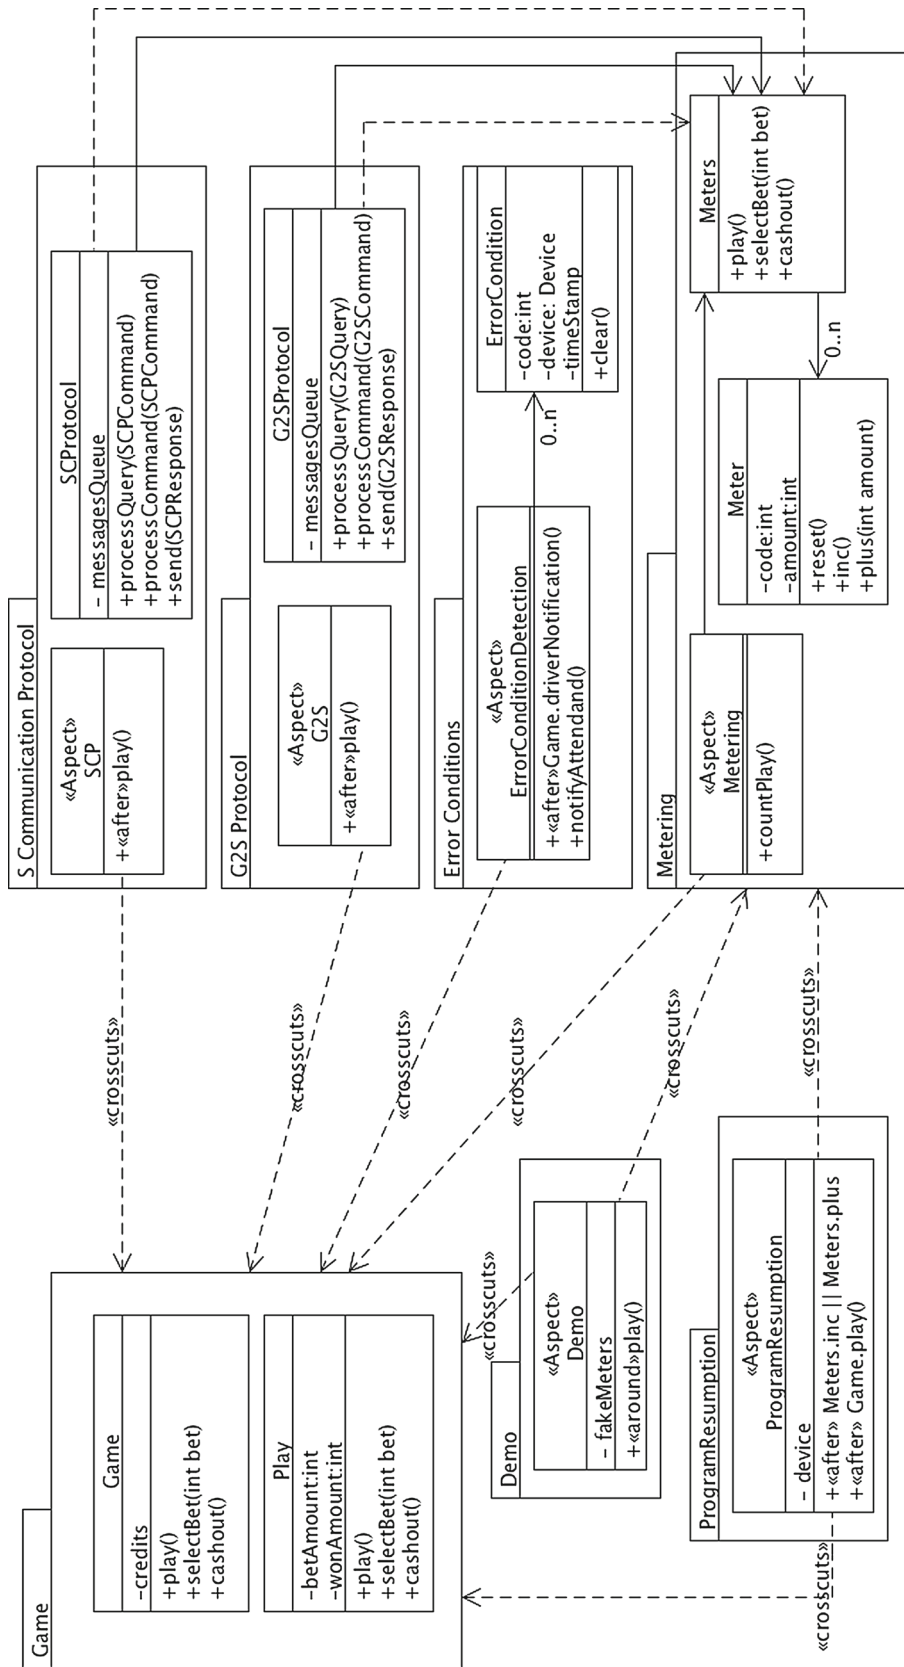 Game
Game
-credits
+play()
+selectBet(int bet)
+cashout()
Play
-betAmount:int
-wonAmount:int
+play()
+selectBet(int bet)
+cashout()
Demo
«Aspect»
Demo
- fakeMeters
+«around»play()
ProgramResumption
«Aspect»
ProgramResumption
- device
+«after» Meters.inc || Meters.plus
+«after» Game.play()
«crosscuts»
«crosscuts»
«crosscuts»
«crosscuts»
«crosscuts»
«crosscuts»
«crosscuts»
«crosscuts»
S Communication Protocol
«Aspect»
SCP
+«after»play()
SCProtocol
- messagesQueue
+processQuery(SCPCommand)
+processCommand(SCPCommand)
+send(SCPResponse)
G2S Protocol
«Aspect»
G2S
+«after»play()
G2SProtocol
- messagesQueue
+processQuery(G2SQuery)
+processCommand(G2SCommand)
+send(G2SResponse)
Error Conditions
«Aspect»
ErrorConditionDetection
+«after»Game.driverNotification()
+notifyAttendand()
0..n
ErrorCondition
-code:int
-device: Device
-timeStamp
+clear()
Metering
«Aspect»
Metering
+countPlay()
Meter
-code:int
-amount:int
+reset()
+inc()
+plus(int amount)
0..n
Meters
+play()
+selectBet(int bet)
+cashout()